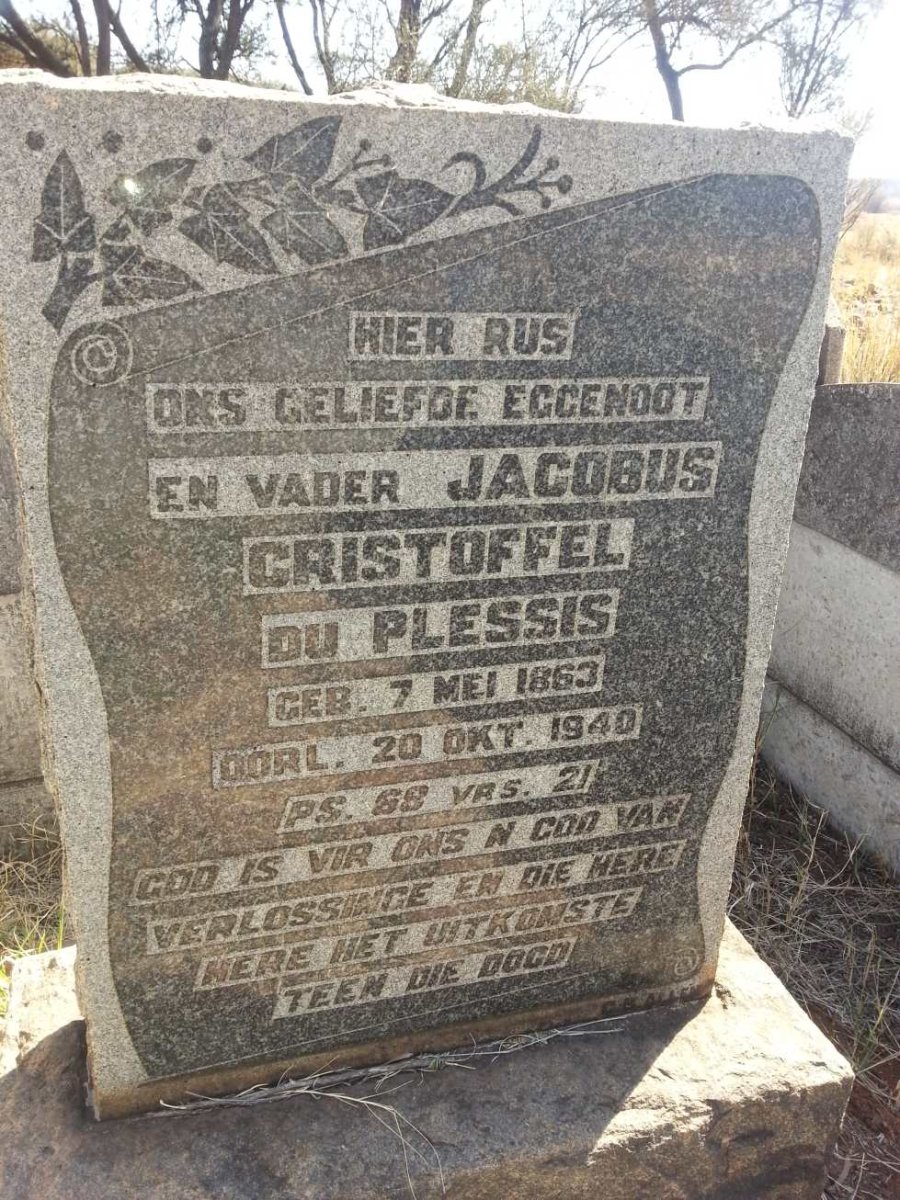 HIER RUS
ONS GELIEFDE EGGENOOT
EN VADER JACOBUS
CRISTOFFEL
DU PLESSIS
GEB. 7 MEI 1863
OORL. 20 OKT. 1940
PS. 68 VRS. 21
GOD IS VIR ONS N GOD VAN
VERLOSSINGE EN DIE HERE
HERE HET UITKOMSTE
TEEN DIE DOOD